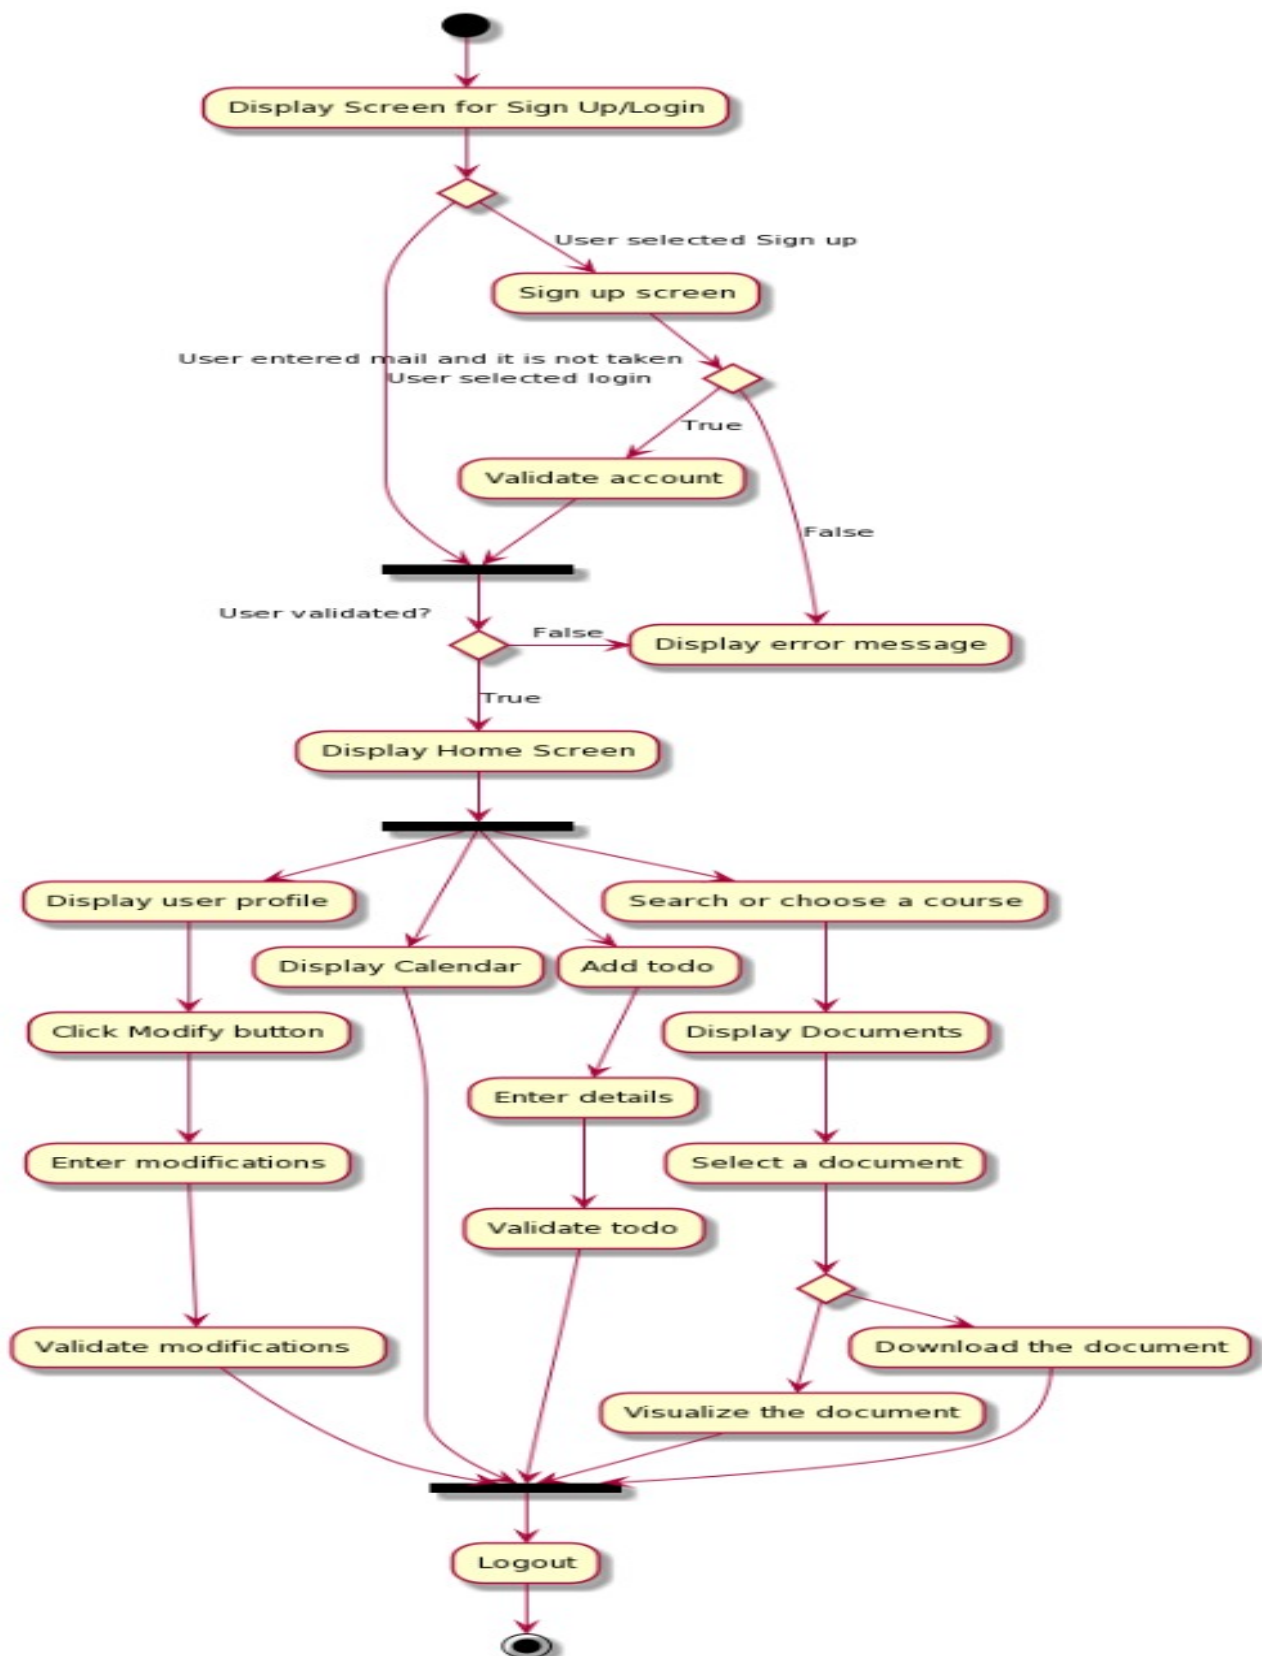 Display Screen for Sign Up/Login
User selected Sign up
Sign up screen
User entered mail and it is not taken
User selected login
True
Validate account
False
User validated?
False
Display error message
True
Display Home Screen
Display user profile
Search or choose a course
Display Calendar
Add todo
Click Modify button
Display Documents
Enter details
Enter modifications
Select a document
Validate todo
Validate modifications
Download the document
Visualize the document
Logout